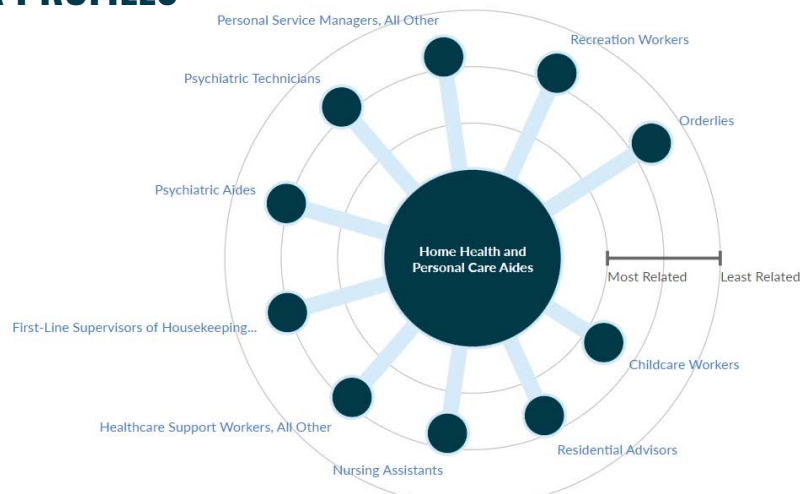 Personal Service Managers, All Other
Recreation Workers
Psychiatric Technicians
Orderlies
Psychiatric Aides
Home Health and
Personal Care Aides
Most Related
Least Related
First-Line Supervisors of Housekeeping...
Childcare Workers
Healthcare Support Workers, All Other
Residential Advisors
Nursing Assistants